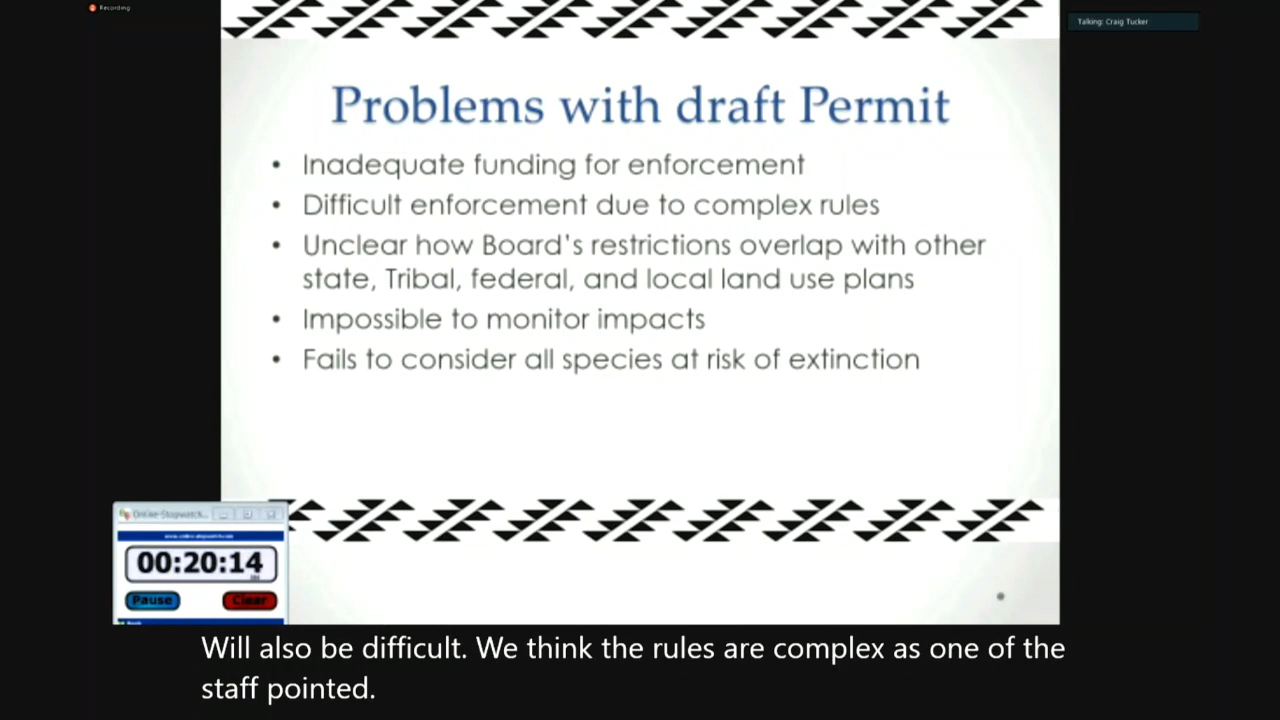 Recording
Talking: Craig Tucker
Problems with draft Permit
• Inadequate funding for enforcement
• Difficult enforcement due to complex rules
• Unclear how Board's restrictions overlap with other
state, Tribal, federal, and local land use plans
• Impossible to monitor impacts
• Fails to consider all species at risk of extinction
Online-Stopwatch...
00:20:14
Pause
Clear
Will also be difficult. We think the rules are complex as one of the
staff pointed.